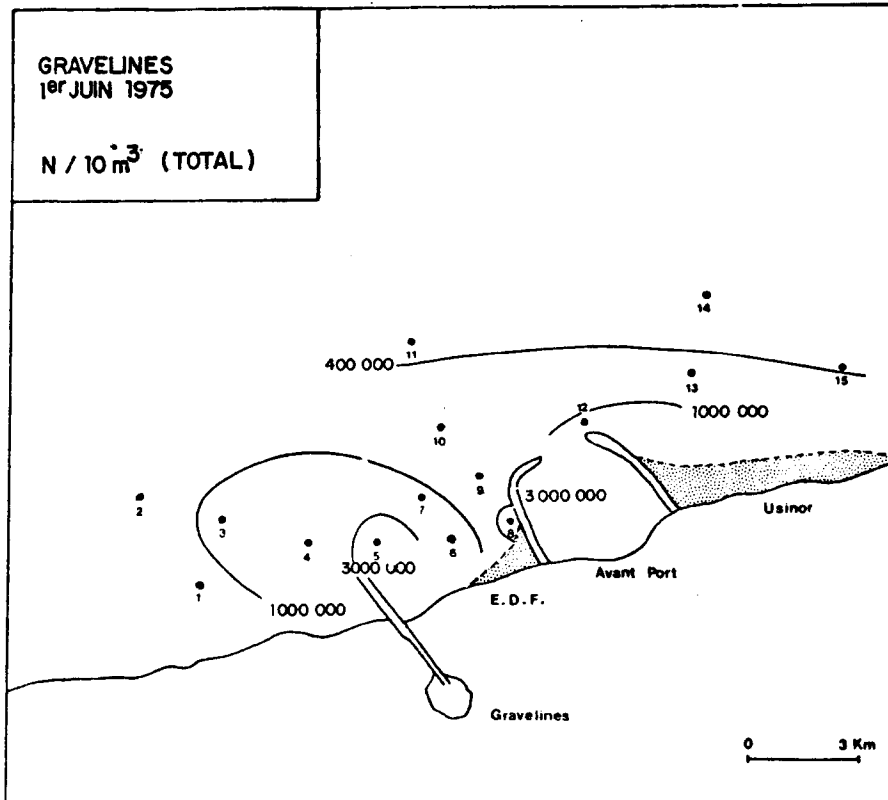 GRAVELINES
1er JUIN 1975
N / 10 m3 (TOTAL)
14
11
400 000
13
15
12
1000 000
10
9
3 000 000
2
7
3
8A
Usinor
4
5
6
3000 000
Avant Port
1
1000 000
E.D.F.
Gravelines
0 3 Km